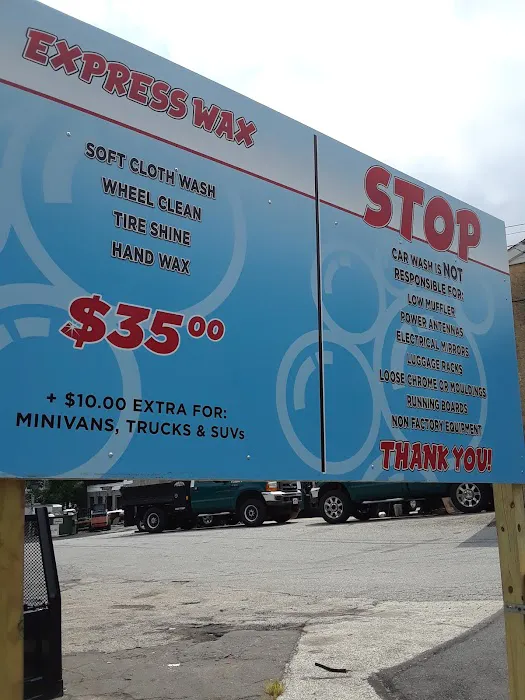 EXPRESS WAX
SOFT CLOTH WASH
WHEEL CLEAN
TIRE SHINE
HAND WAX
$35⁰⁰
+ $10.00 EXTRA FOR:
MINIVANS, TRUCKS & SUVs
STOP
CAR WASH IS NOT
RESPONSIBLE FOR:
LOW MUFFLER
POWER ANTENNAS
ELECTRICAL MIRRORS
LUGGAGE RACKS
LOOSE CHROME OR MOULDINGS
RUNNING BOARDS
NON FACTORY EQUIPMENT
THANK YOU!